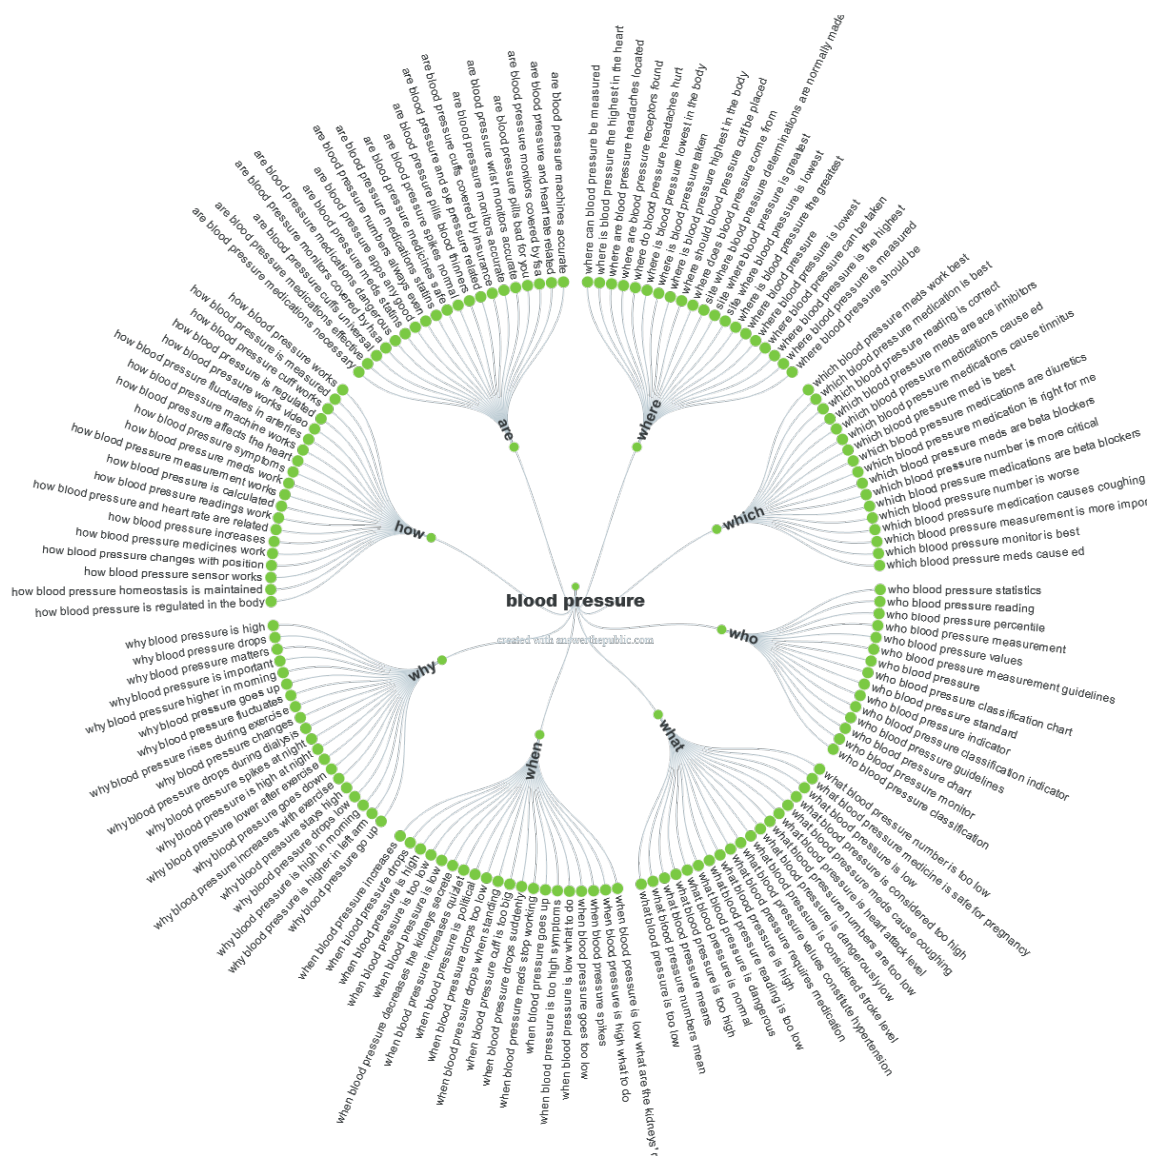 blood pressure
created with answerthepublic.com
are
are blood pressure medications necessary
are blood pressure medications effective
are blood pressure cuffs universal
are blood pressure monitors covered by hsa
are blood pressure medications dangerous
are blood pressure meds statins
are blood pressure apps any good
are blood pressure numbers always even
are blood pressure medications statins
are blood pressure medicines safe
are blood pressure spikes normal
are blood pressure pills blood thinners
are blood pressure and eye pressure related
are blood pressure cuffs covered by insurance
are blood pressure monitors accurate
are blood pressure wrist monitors accurate
are blood pressure pills bad for you
are blood pressure monitors covered by fsa
are blood pressure and heart rate related
are blood pressure machines accurate
where
where can blood pressure be measured
where is blood pressure the highest in the heart
where are blood pressure headaches located
where are blood pressure receptors found
where do blood pressure headaches hurt
where is blood pressure lowest in the body
where is blood pressure taken
where is blood pressure highest in the body
where should blood pressure cuff be placed
where does blood pressure come from
site where blood pressure determinations are normally made
site where blood pressure is greatest
site where blood pressure is lowest
where is blood pressure the greatest
where blood pressure
where blood pressure is lowest
where blood pressure can be taken
where blood pressure is the highest
where blood pressure is measured
where blood pressure should be
which
which blood pressure meds work best
which blood pressure medication is best
which blood pressure reading is correct
which blood pressure meds are ace inhibitors
which blood pressure medications cause ed
which blood pressure medications cause tinnitus
which blood pressure med is best
which blood pressure medications are diuretics
which blood pressure medication is right for me
which blood pressure meds are beta blockers
which blood pressure number is more critical
which blood pressure medications are beta blockers
which blood pressure number is worse
which blood pressure medication causes coughing
which blood pressure measurement is more impor
which blood pressure monitor is best
which blood pressure meds cause ed
who
who blood pressure statistics
who blood pressure reading
who blood pressure percentile
who blood pressure measurement
who blood pressure values
who blood pressure measurement guidelines
who blood pressure
who blood pressure classification chart
who blood pressure standard
who blood pressure indicator
who blood pressure classification indicator
who blood pressure guidelines
who blood pressure chart
who blood pressure monitor
who blood pressure classification
what
what blood pressure number is too low
what blood pressure medicine is safe for pregnancy
what blood pressure is low
what blood pressure is considered too high
what blood pressure meds cause coughing
what blood pressure is heart attack level
what blood pressure numbers are too low
what blood pressure is dangerously low
what blood pressure is considered stroke level
what blood pressure values constitute hypertension
what blood pressure requires medication
what blood pressure is high
what blood pressure reading is too low
what blood pressure is dangerous
what blood pressure is normal
what blood pressure is too high
what blood pressure means
what blood pressure numbers mean
what blood pressure is too low
when
when blood pressure is low what are the kidneys'
when blood pressure is high what to do
when blood pressure spikes
when blood pressure goes too low
when blood pressure is low what to do
when blood pressure is too high symptoms
when blood pressure goes up
when blood pressure meds stop working
when blood pressure drops suddenly
when blood pressure cuff is too big
when blood pressure drops when standing
when blood pressure drops too low
when blood pressure is political
when blood pressure increases quizlet
when blood pressure decreases the kidneys secrete
when blood pressure is low
when blood pressure is too low
when blood pressure is high
when blood pressure drops
when blood pressure increases
why
why blood pressure is high
why blood pressure drops
why blood pressure matters
why blood pressure is important
why blood pressure higher in morning
why blood pressure goes up
why blood pressure fluctuates
why blood pressure rises during exercise
why blood pressure changes
why blood pressure drops during dialysis
why blood pressure spikes at night
why blood pressure is high at night
why blood pressure lower after exercise
why blood pressure goes down
why blood pressure increases with exercise
why blood pressure stays high
why blood pressure drops low
why blood pressure is high in morning
why blood pressure is higher in left arm
why blood pressure go up
how
how blood pressure works
how blood pressure is measured
how blood pressure cuff works
how blood pressure is regulated
how blood pressure works video
how blood pressure fluctuates in arteries
how blood pressure machine works
how blood pressure affects the heart
how blood pressure symptoms
how blood pressure meds work
how blood pressure measurement works
how blood pressure is calculated
how blood pressure readings work
how blood pressure and heart rate are related
how blood pressure increases
how blood pressure medicines work
how blood pressure changes with position
how blood pressure sensor works
how blood pressure homeostasis is maintained
how blood pressure is regulated in the body